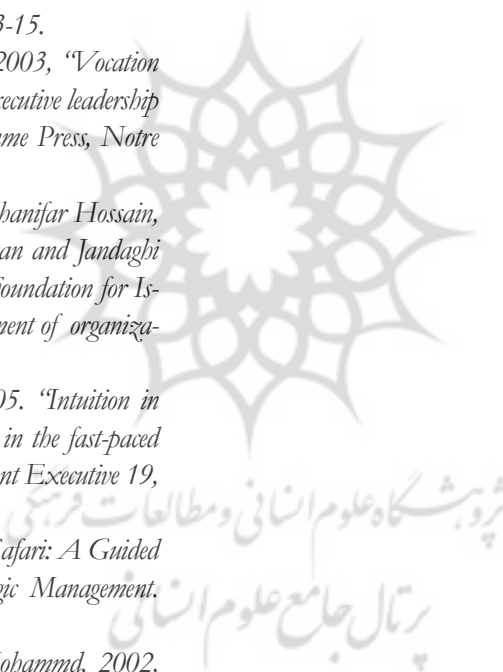 3-15.
2003, “Vocation
xecutive leadership
ame Press, Notre
hanifar Hossain,
an and Jandaghi
foundation for Is-
ment of organiza-
05. “Intuition in
in the fast-paced
nt Executive 19,
پژوهشگاه علوم انسانی و مطالعات فرهنگی
afari: A Guided
gic Management.
پرتال جامع علوم انسانی
Mohammd, 2002,